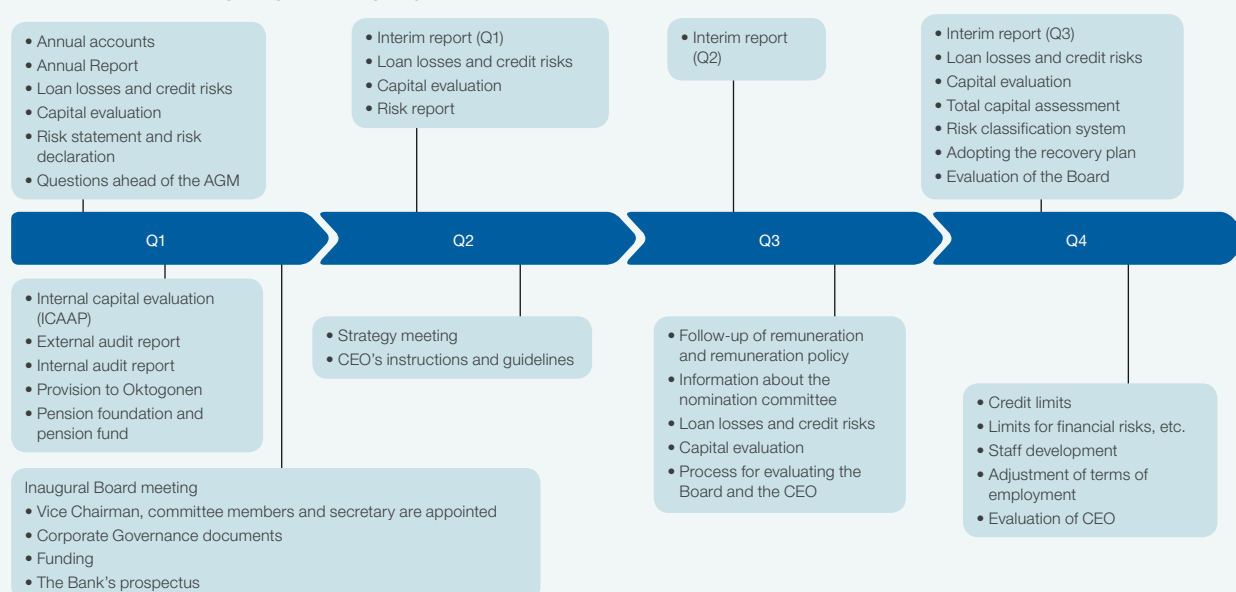 • Annual accounts
• Annual Report
• Loan losses and credit risks
• Capital evaluation
• Risk statement and risk
declaration
• Questions ahead of the AGM
• Interim report (Q1)
• Loan losses and credit risks
• Capital evaluation
• Risk report
• Interim report
(Q2)
• Interim report (Q3)
• Loan losses and credit risks
• Capital evaluation
• Total capital assessment
• Risk classification system
• Adopting the recovery plan
• Evaluation of the Board
Q1
Q2
Q3
Q4
• Internal capital evaluation
(ICAAP)
• External audit report
• Internal audit report
• Provision to Oktogonen
• Pension foundation and
pension fund
• Strategy meeting
• CEO's instructions and guidelines
• Follow-up of remuneration
and remuneration policy
• Information about the
nomination committee
• Loan losses and credit risks
• Capital evaluation
• Process for evaluating the
Board and the CEO
• Credit limits
• Limits for financial risks, etc.
• Staff development
• Adjustment of terms of
employment
• Evaluation of CEO
Inaugural Board meeting
• Vice Chairman, committee members and secretary are appointed
• Corporate Governance documents
• Funding
• The Bank's prospectus